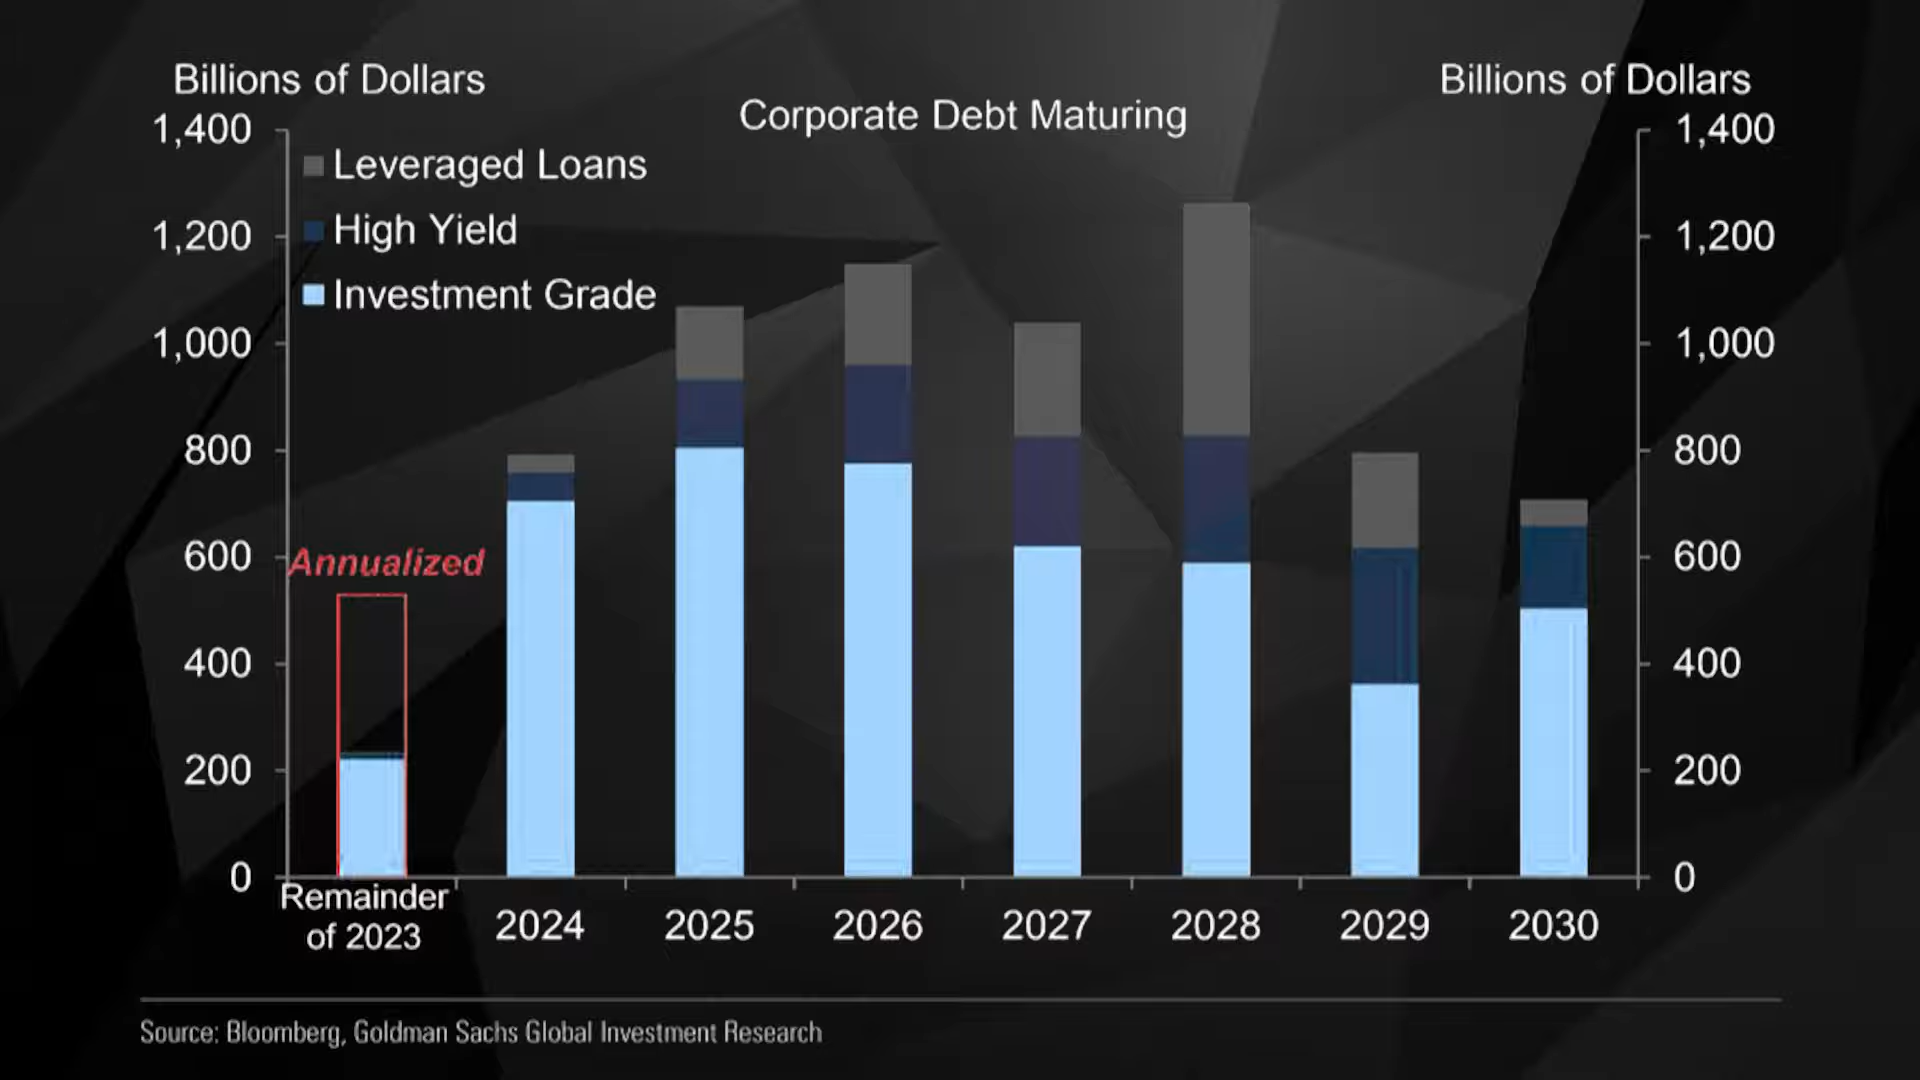 Billions of Dollars
Billions of Dollars
Corporate Debt Maturing
1,400
1,400
Leveraged Loans
1,200
High Yield
1,200
Investment Grade
1,000
1,000
800
800
600
Annualized
600
400
400
200
200
0
0
Remainder
of 2023
2024
2025
2026
2027
2028
2029
2030
Source: Bloomberg, Goldman Sachs Global Investment Research